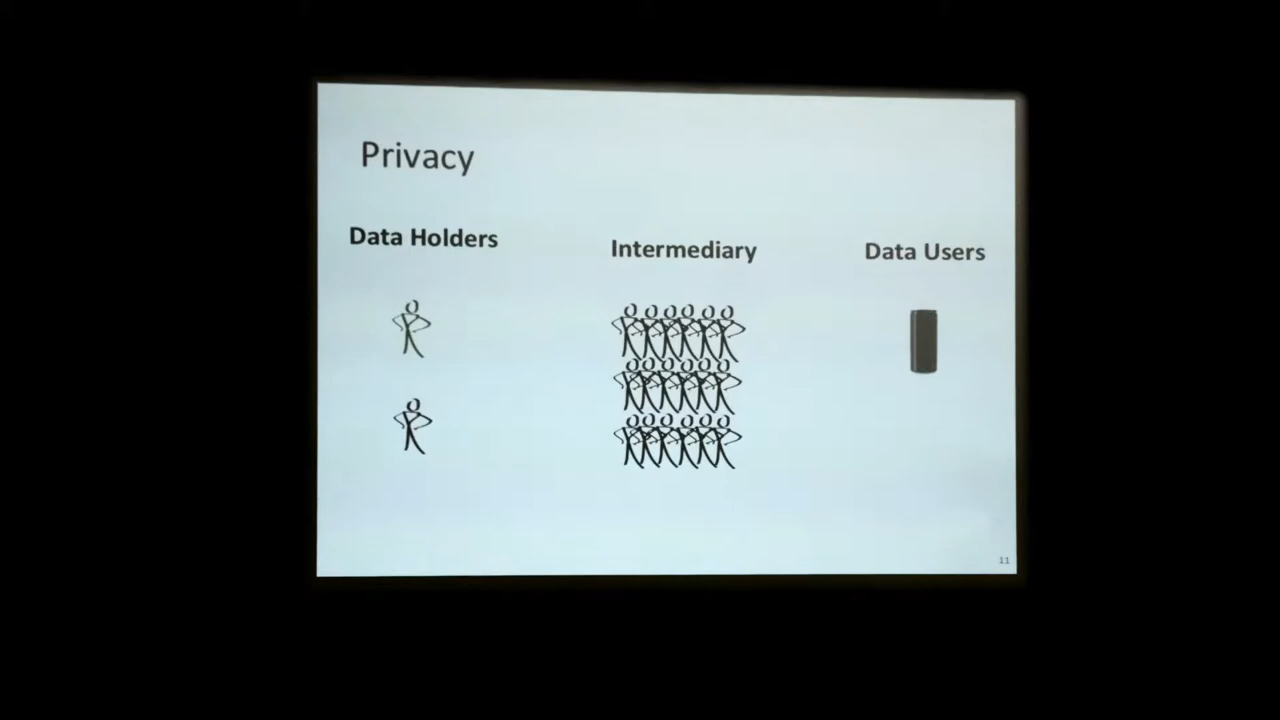 Privacy
Data Holders
Intermediary
Data Users
11